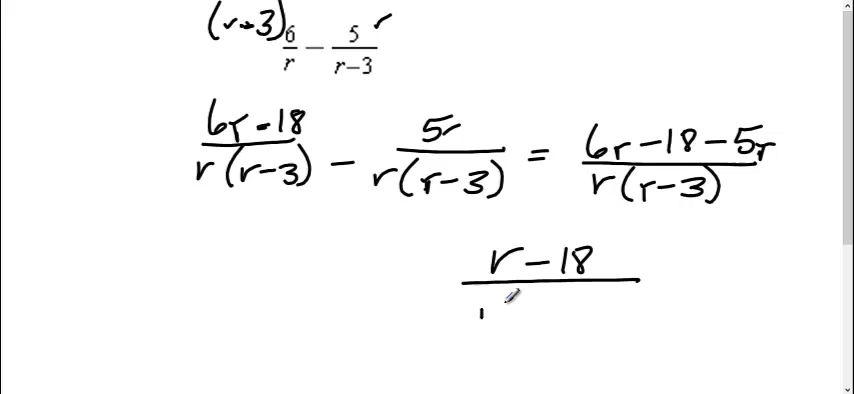 (r-3) 6/r − 5/(r−3) r
(6r - 18)/(r(r-3)) − 5r/(r(r-3)) = (6r - 18 - 5r)/(r(r-3))
r - 18